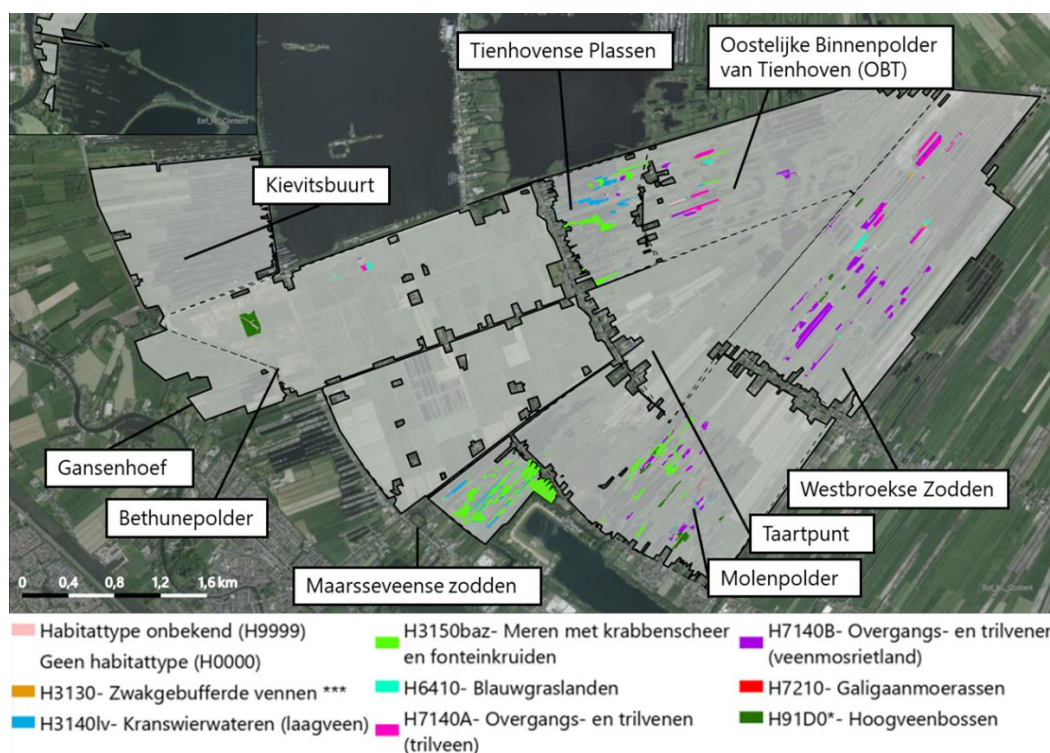 Tienhovense Plassen
Oostelijke Binnenpolder
van Tienhoven (OBT)
Kievitsbuurt
Gansenhoef
Bethunepolder
Maarsseveense zodden
Westbroekse Zodden
Taartpunt
Molenpolder
0 0,4 0,8 1,2 1,6 km
Habitattype onbekend (H9999)
Geen habitattype (H0000)
H3130- Zwakgebufferde vennen ***
H3140lv- Kranswierwateren (laagveen)
H3150baz- Meren met krabbenscheer
en fonteinkruiden
H6410- Blauwgraslanden
H7140A- Overgangs- en trilvenen
(trilveen)
H7140B- Overgangs- en trilvenen
(veenmosrietland)
H7210- Galigaanmoerassen
H91D0*- Hoogveenbossen